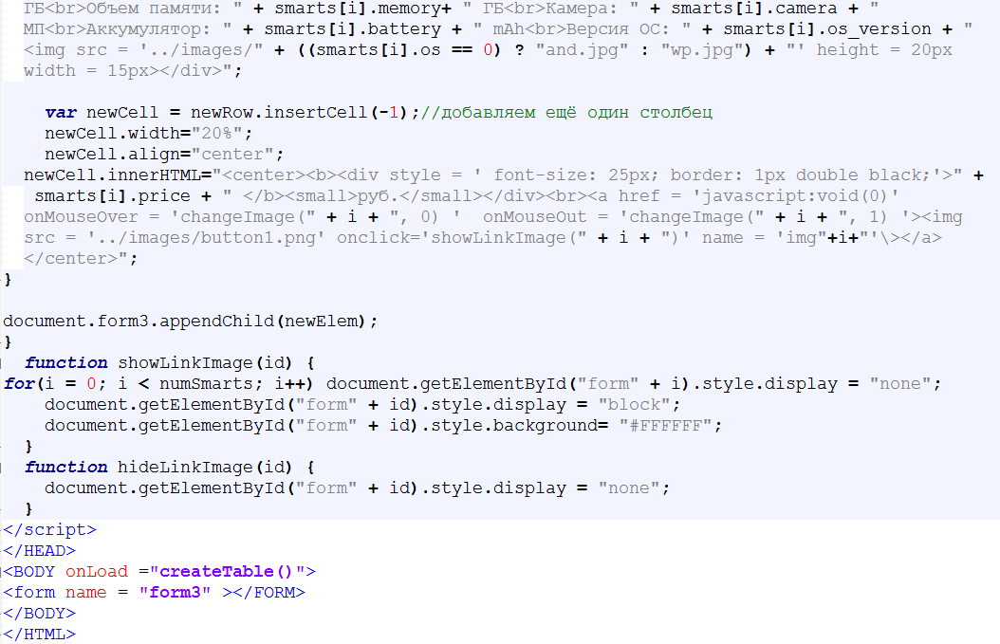 ГБ<br>Объем памяти: " + smarts[i].memory+ " ГБ<br>Камера: " + smarts[i].camera + "
МП<br>Аккумулятор: " + smarts[i].battery + " mAh<br>Версия ОС: " + smarts[i].os_version + "
<img src = '../images/" + ((smarts[i].os == 0) ? "and.jpg" : "wp.jpg") + "' height = 20px
width = 15px></div>";
var newCell = newRow.insertCell(-1);//добавляем ещё один столбец
newCell.width="20%";
newCell.align="center";
newCell.innerHTML="<center><b><div style = ' font-size: 25px; border: 1px double black;'>" +
smarts[i].price + " </b><small>руб.</small></div><br><a href = 'javascript:void(0)'
onMouseOver = 'changeImage(" + i + ", 0) '  onMouseOut = 'changeImage(" + i + ", 1) '><img
src = '../images/button1.png' onclick='showLinkImage(" + i + ")' name = 'img"+i+"'\></a>
</center>";
}
document.form3.appendChild(newElem);
}
function showLinkImage(id) {
for(i = 0; i < numSmarts; i++) document.getElementById("form" + i).style.display = "none";
document.getElementById("form" + id).style.display = "block";
document.getElementById("form" + id).style.background= "#FFFFFF";
}
function hideLinkImage(id) {
document.getElementById("form" + id).style.display = "none";
}
</script>
</HEAD>
<BODY onLoad ="createTable()">
<form name = "form3" ></FORM>
</BODY>
</HTML>